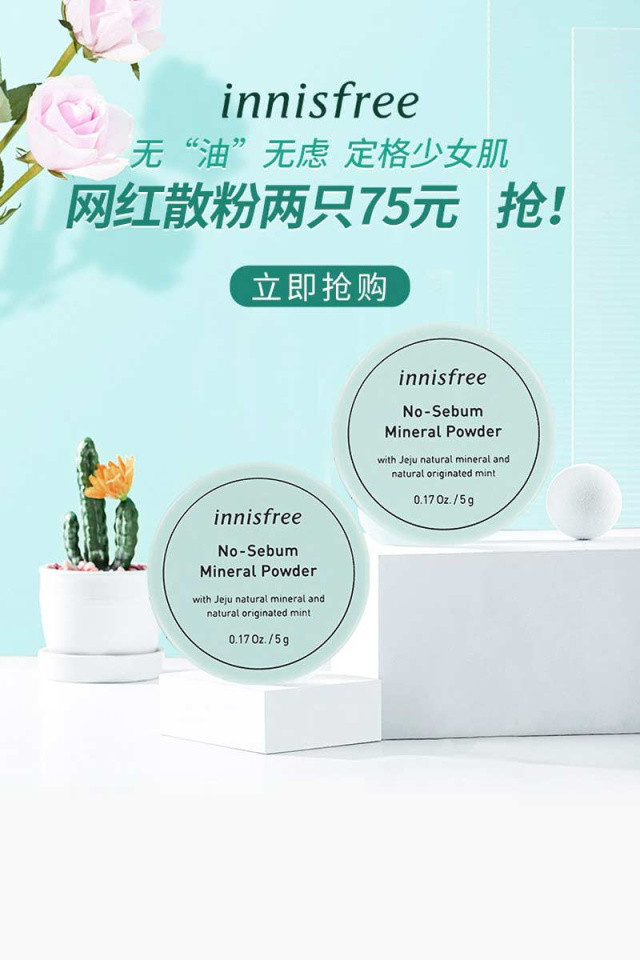 innisfree
无“油”无虑 定格少女肌
网红散粉两只75元 抢!
立即抢购
innisfree
No-Sebum
Mineral Powder
with Jeju natural mineral and
natural originated mint
0.17 Oz. / 5 g
innisfree
No-Sebum
Mineral Powder
with Jeju natural mineral and
natural originated mint
0.17 Oz. / 5 g